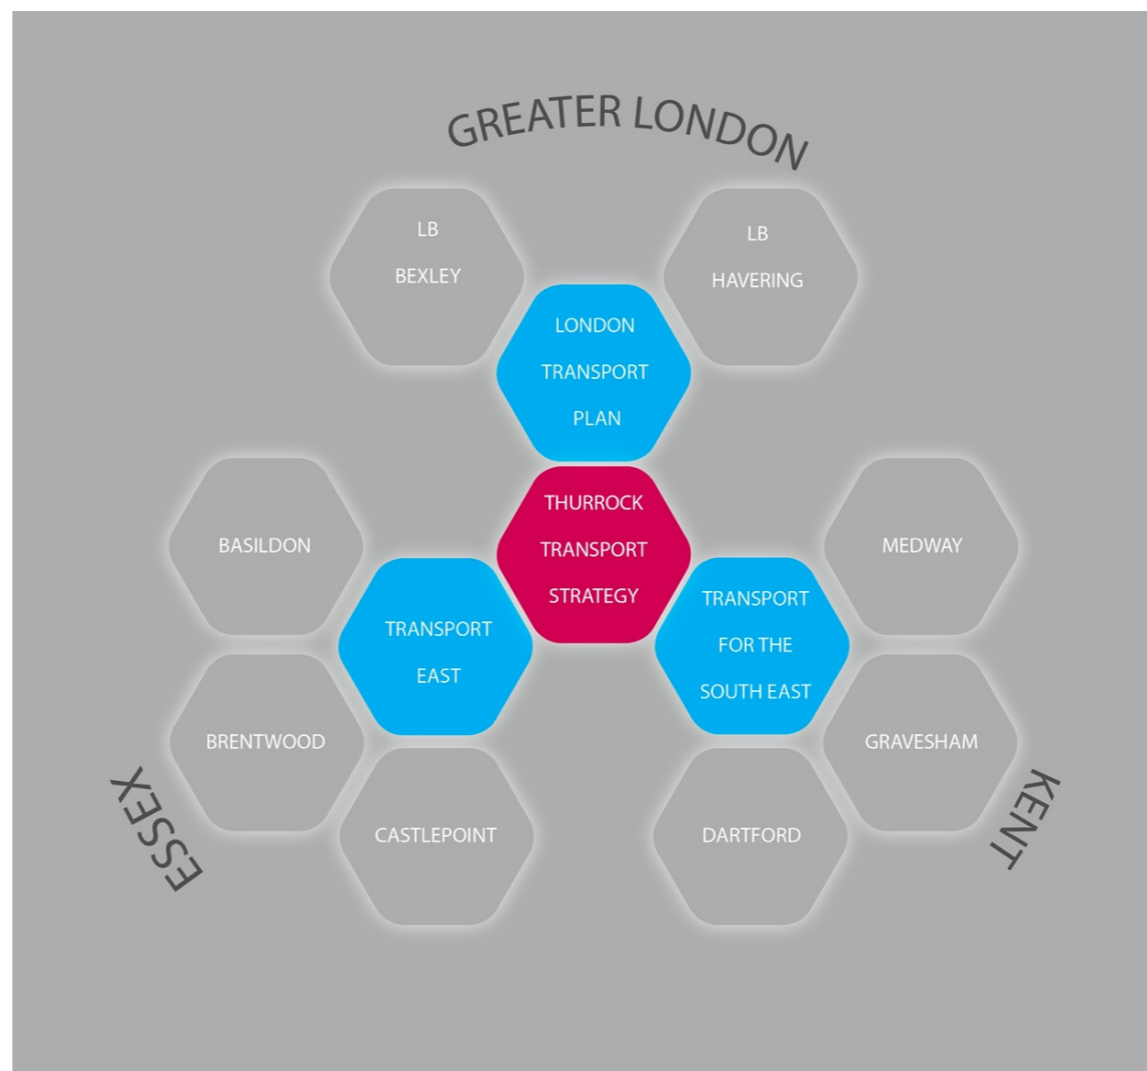 GREATER LONDON
LB
BEXLEY
LB
HAVERING
LONDON
TRANSPORT
PLAN
THURROCK
TRANSPORT
STRATEGY
BASILDON
MEDWAY
TRANSPORT
EAST
TRANSPORT
FOR THE
SOUTH EAST
BRENTWOOD
GRAVESHAM
ESSEX
KENT
CASTLEPOINT
DARTFORD